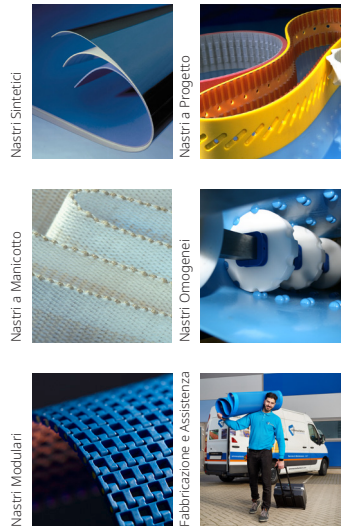 Nastri Sintetici
Nastri a Progetto
Nastri a Manicotto
Nastri Omogenei
Nastri Modulari
Fabbricazione e Assistenza